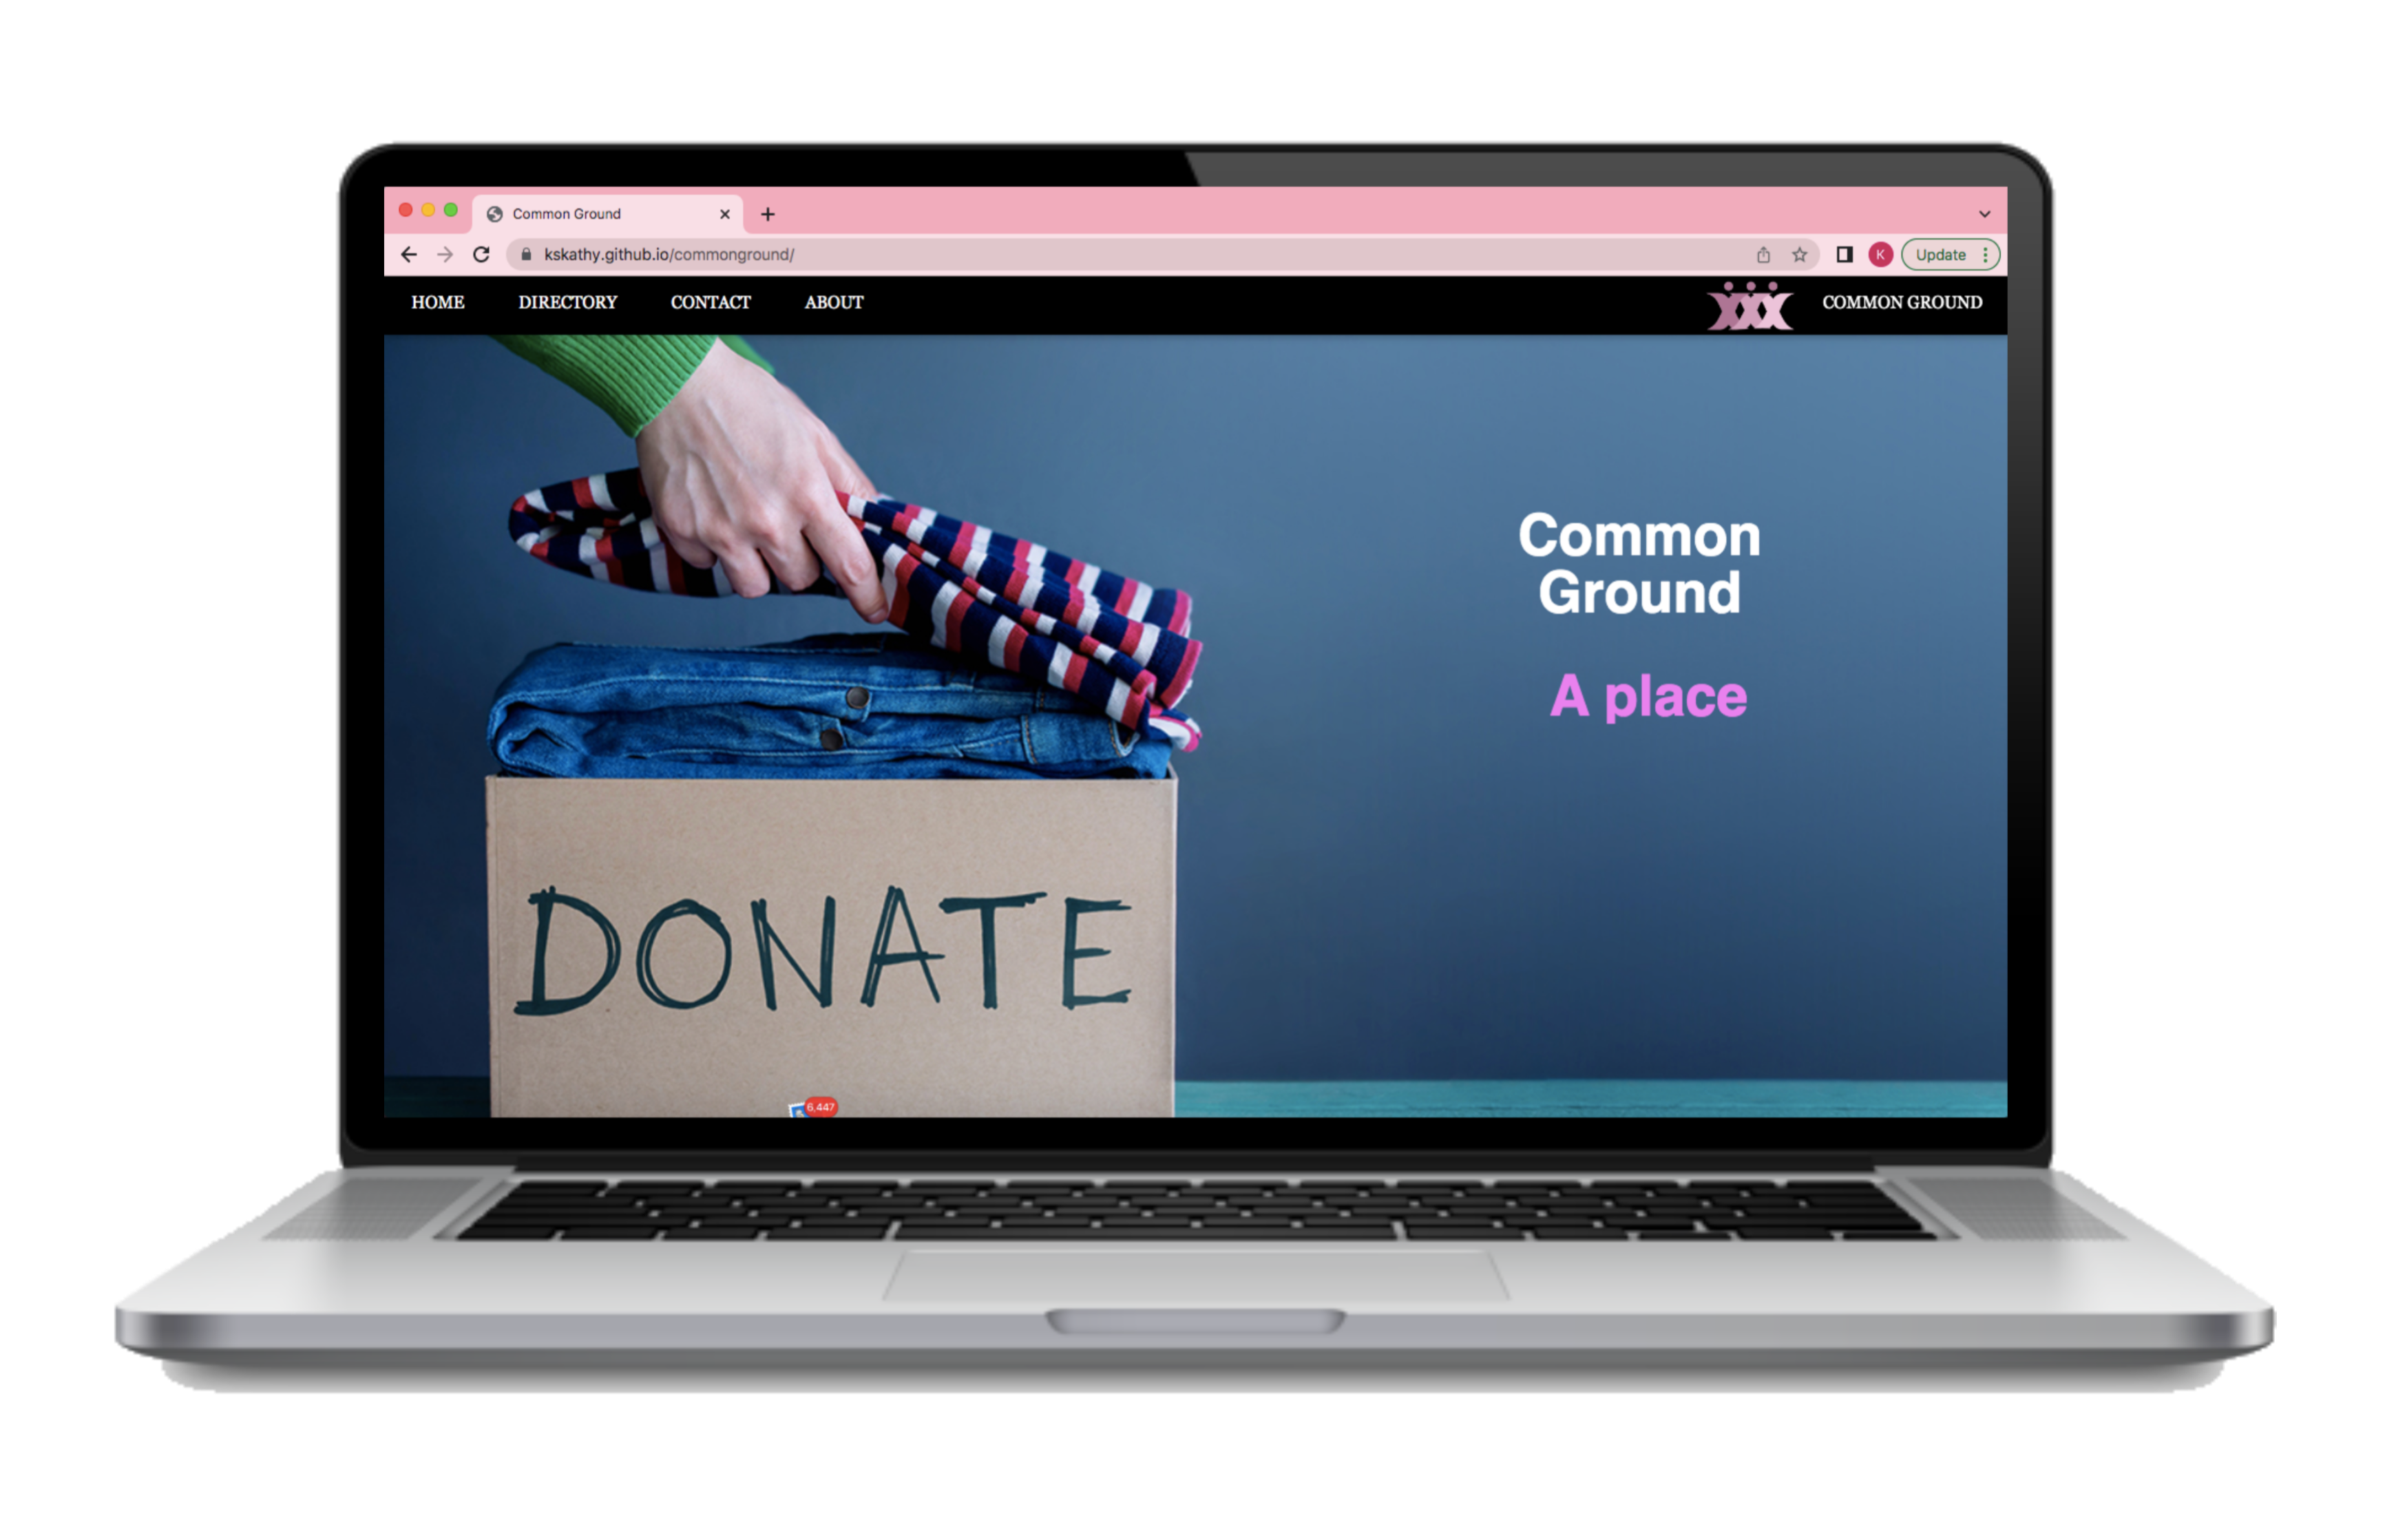 Common Ground
kskathy.github.io/commonground/
K
Update
HOME DIRECTORY CONTACT ABOUT
COMMON GROUND
Common
Ground
A place
DONATE
6,447